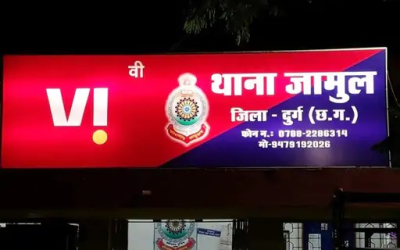 VI
वी
थाना जामुल
जिला - दुर्ग (छ.ग.)
फोन न.: 0788-2286314
मो-9479192026